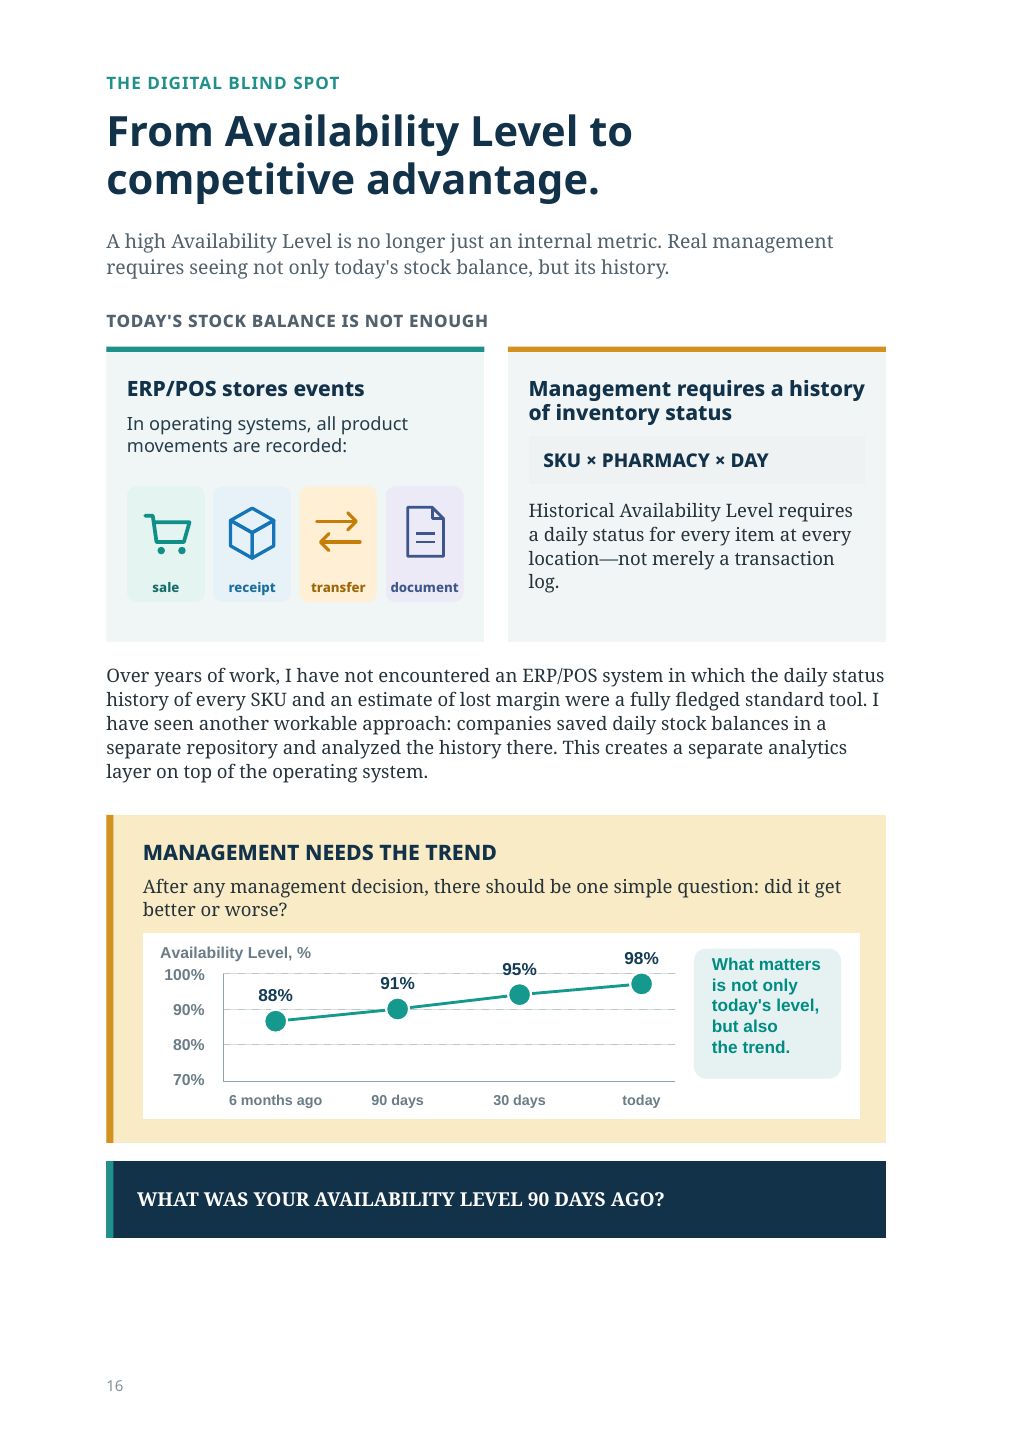 THE DIGITAL BLIND SPOT
From Availability Level to
competitive advantage.
A high Availability Level is no longer just an internal metric. Real management
requires seeing not only today's stock balance, but its history.
TODAY'S STOCK BALANCE IS NOT ENOUGH
ERP/POS stores events
In operating systems, all product
movements are recorded:
sale
receipt
transfer
document
Management requires a history
of inventory status
SKU × PHARMACY × DAY
Historical Availability Level requires
a daily status for every item at every
location—not merely a transaction
log.
Over years of work, I have not encountered an ERP/POS system in which the daily status
history of every SKU and an estimate of lost margin were a fully fledged standard tool. I
have seen another workable approach: companies saved daily stock balances in a
separate repository and analyzed the history there. This creates a separate analytics
layer on top of the operating system.
MANAGEMENT NEEDS THE TREND
After any management decision, there should be one simple question: did it get
better or worse?
Availability Level, %
100%
90%
80%
70%
88%
91%
95%
98%
6 months ago
90 days
30 days
today
What matters
is not only
today's level,
but also
the trend.
WHAT WAS YOUR AVAILABILITY LEVEL 90 DAYS AGO?
16